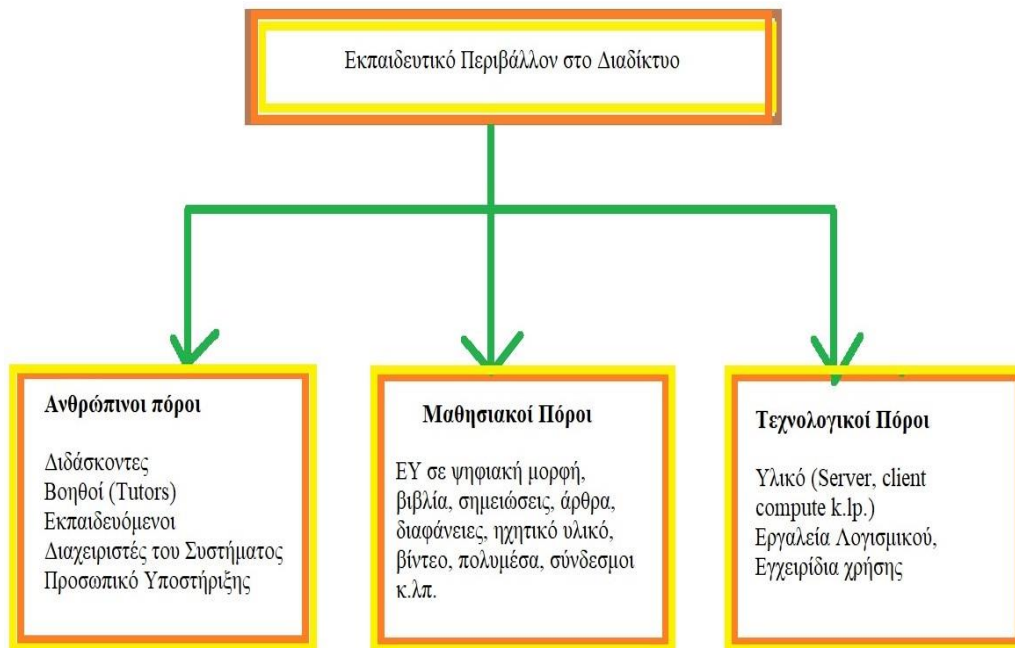 Εκπαιδευτικό Περιβάλλον στο Διαδίκτυο
Ανθρώπινοι πόροι
Διδάσκοντες
Βοηθοί (Tutors)
Εκπαιδευόμενοι
Διαχειριστές του Συστήματος
Προσωπικό Υποστήριξης
Μαθησιακοί Πόροι
ΕΥ σε ψηφιακή μορφή,
βιβλία, σημειώσεις, άρθρα,
διαφάνειες, ηχητικό υλικό,
βίντεο, πολυμέσα, σύνδεσμοι
κ.λπ.
Τεχνολογικοί Πόροι
Υλικό (Server, client
compute k.lp.)
Εργαλεία Λογισμικού,
Εγχειρίδια χρήσης